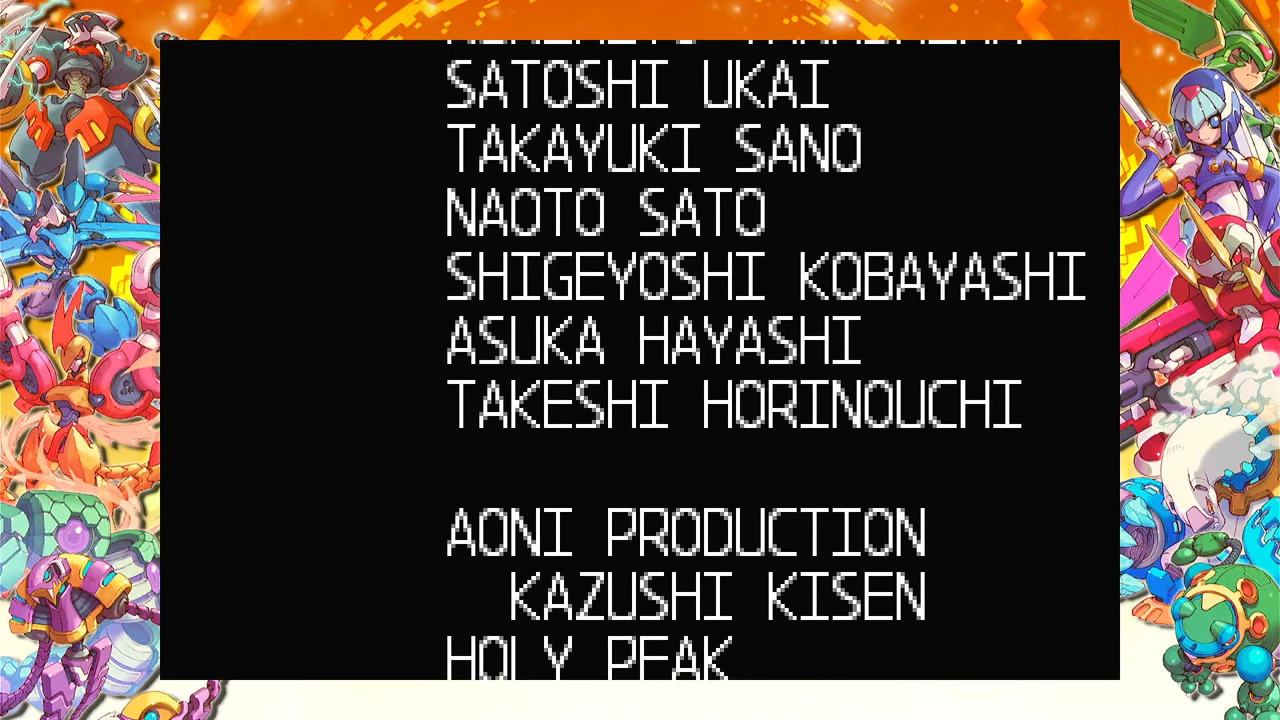 SATOSHI UKAI
TAKAYUKI SANO
NAOTO SATO
SHIGEYOSHI KOBAYASHI
ASUKA HAYASHI
TAKESHI HORINOUCHI
AONI PRODUCTION
KAZUSHI KISEN
HOLY PEAK